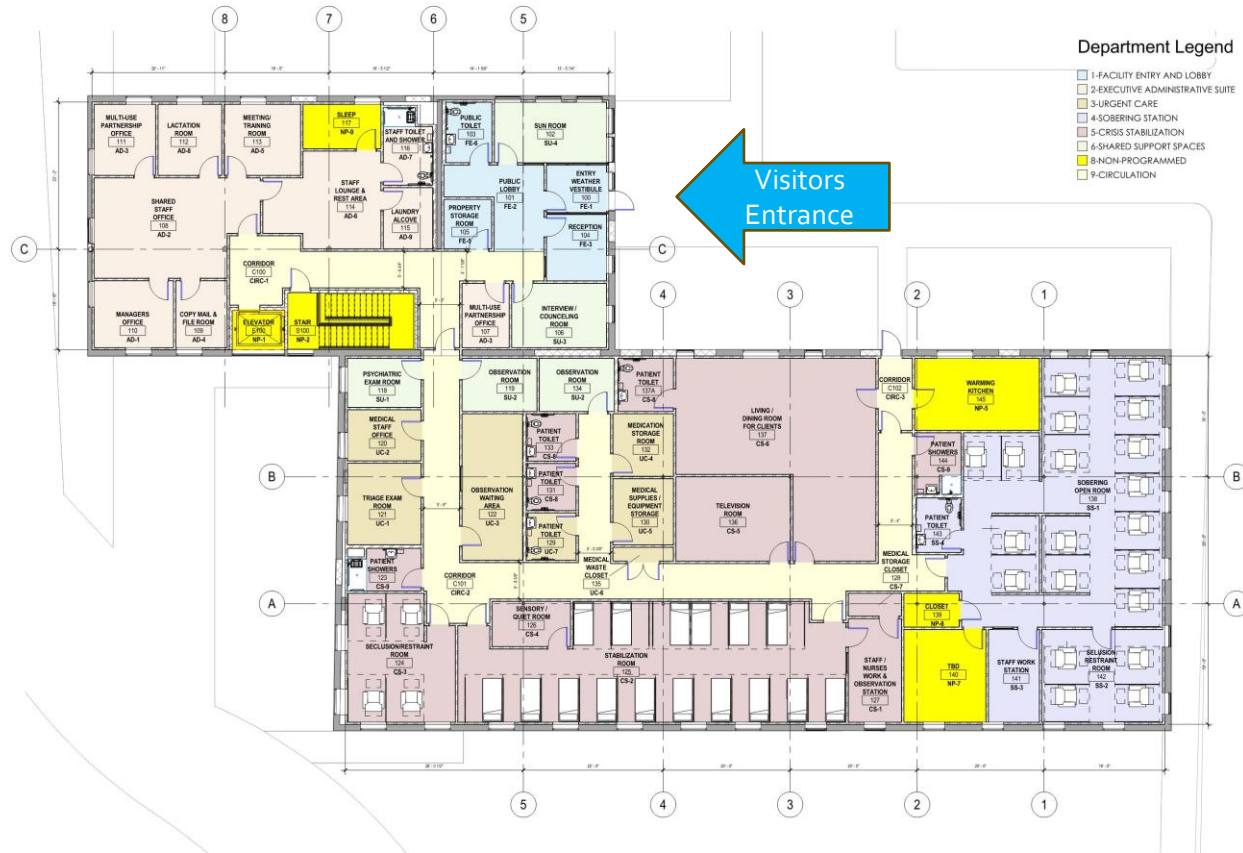 8
7
6
5
Department Legend
1-FACILITY ENTRY AND LOBBY
2-EXECUTIVE ADMINISTRATIVE SUITE
3-URGENT CARE
4-SOBERING STATION
5-CRISIS STABILIZATION
6-SHARED SUPPORT SPACES
8-NON-PROGRAMMED
9-CIRCULATION
Visitors
Entrance
MULTI-USE
PARTNERSHIP
OFFICE
111
AD-3
LACTATION
ROOM
112
AD-8
MEETING/
TRAINING
ROOM
113
AD-5
SLEEP
117
NP-9
STAFF TOILET
AND SHOWER
116
AD-7
PUBLIC
TOILET
103
FE-6
SUN ROOM
102
SU-4
SHARED
STAFF
OFFICE
108
AD-2
STAFF
LOUNGE &
REST AREA
114
AD-6
LAUNDRY
ALCOVE
115
AD-9
PUBLIC
LOBBY
101
FE-2
ENTRY
WEATHER
VESTIBULE
100
FE-1
PROPERTY
STORAGE
ROOM
105
FE-5
RECEPTION
104
FE-3
C
C
CORRIDOR
C100
CIRC-1
MANAGERS
OFFICE
110
AD-1
COPY MAIL &
FILE ROOM
109
AD-4
ELEVATOR
E100
NP-1
STAIR
S100
NP-2
MULTI-USE
PARTNERSHIP
OFFICE
107
AD-3
INTERVIEW /
COUNCELING
ROOM
106
SU-3
4
3
2
1
PSYCHIATRIC
EXAM ROOM
118
SU-1
OBSERVATION
ROOM
119
SU-2
OBSERVATION
ROOM
134
SU-2
PATIENT
TOILET
137A
CS-8
LIVING /
DINING ROOM
FOR CLIENTS
137
CS-6
CORRIDOR
C102
CIRC-3
WARMING
KITCHEN
145
NP-5
MEDICAL
STAFF
OFFICE
120
UC-2
PATIENT
TOILET
133
CS-8
MEDICATION
STORAGE
ROOM
132
UC-4
PATIENT
SHOWERS
144
CS-9
B
B
TRIAGE EXAM
ROOM
121
UC-1
OBSERVATION
WAITING
AREA
122
UC-3
PATIENT
TOILET
131
CS-8
MEDICAL
SUPPLIES /
EQUIPMENT
STORAGE
130
UC-5
TELEVISION
ROOM
136
CS-5
SOBERING
OPEN ROOM
138
SS-1
PATIENT
TOILET
129
UC-7
PATIENT
TOILET
143
SS-4
PATIENT
SHOWERS
123
CS-9
CORRIDOR
C101
CIRC-2
MEDICAL
WASTE
CLOSET
135
UC-6
MEDICAL
STORAGE
CLOSET
128
CS-7
A
A
SENSORY /
QUIET ROOM
126
CS-4
CLOSET
139
NP-8
SECLUSION/RESTRAINT
ROOM
124
CS-3
STABILIZATION
ROOM
125
CS-2
STAFF /
NURSES
WORK &
OBSERVATION
STATION
127
CS-1
TBD
140
NP-7
STAFF WORK
STATION
141
SS-3
SELUSION
RESTRAINT
ROOM
142
SS-2
5
4
3
2
1